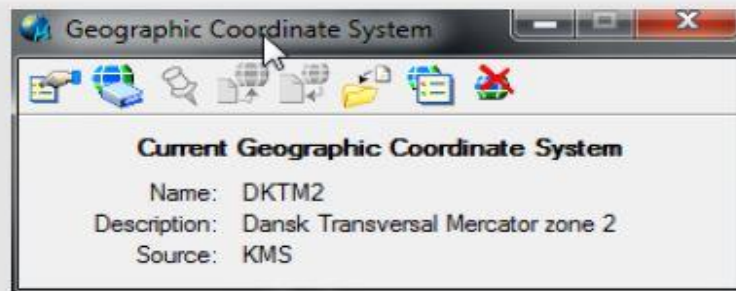 Geographic Coordinate System
Current Geographic Coordinate System
Name: DKTM2
Description: Dansk Transversal Mercator zone 2
Source: KMS